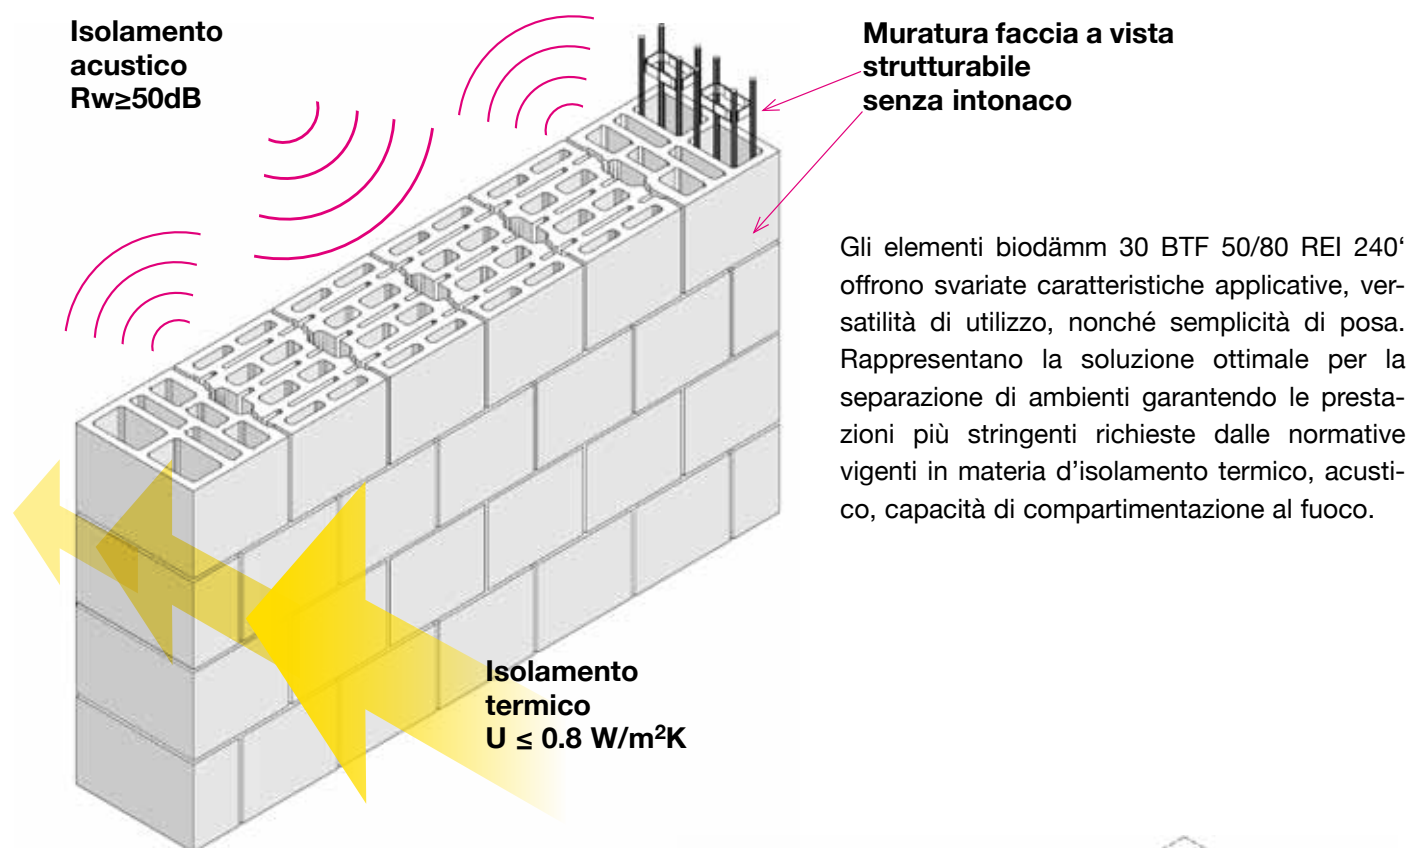 Isolamento
acustico
Rw≥50dB
Muratura faccia a vista
strutturabile
senza intonaco
Gli elementi biodämm 30 BTF 50/80 REI 240‘
offrono svariate caratteristiche applicative, ver-
satilità di utilizzo, nonché semplicità di posa.
Rappresentano la soluzione ottimale per la
separazione di ambienti garantendo le presta-
zioni più stringenti richieste dalle normative
vigenti in materia d’isolamento termico, acusti-
co, capacità di compartimentazione al fuoco.
Isolamento
termico
U ≤ 0.8 W/m²K